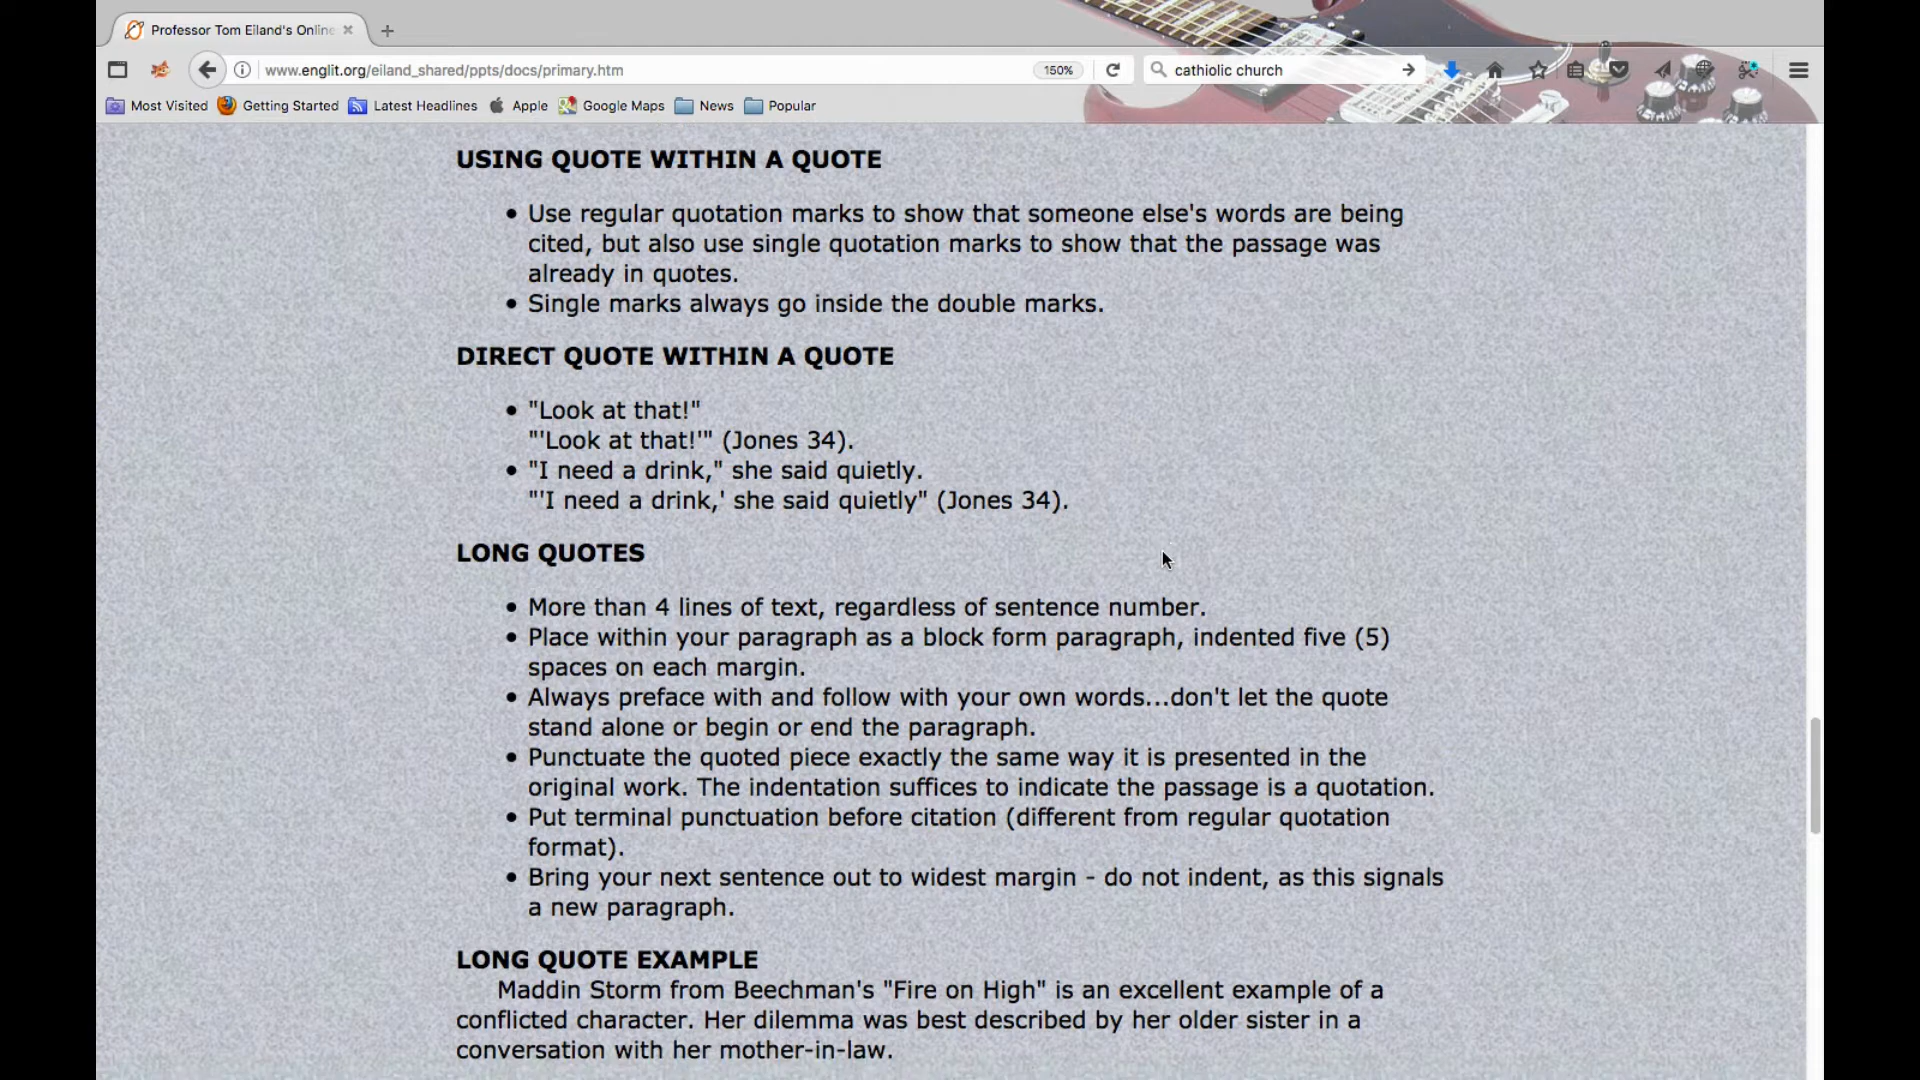 Professor Tom Eiland's Online
www.englit.org/eiland_shared/ppts/docs/primary.htm 150% cathiolic church
Most Visited Getting Started Latest Headlines Apple Google Maps News Popular
USING QUOTE WITHIN A QUOTE
• Use regular quotation marks to show that someone else's words are being
cited, but also use single quotation marks to show that the passage was
already in quotes.
• Single marks always go inside the double marks.
DIRECT QUOTE WITHIN A QUOTE
• "Look at that!"
"'Look at that!'" (Jones 34).
• "I need a drink," she said quietly.
"'I need a drink,' she said quietly" (Jones 34).
LONG QUOTES
• More than 4 lines of text, regardless of sentence number.
• Place within your paragraph as a block form paragraph, indented five (5)
spaces on each margin.
• Always preface with and follow with your own words...don't let the quote
stand alone or begin or end the paragraph.
• Punctuate the quoted piece exactly the same way it is presented in the
original work. The indentation suffices to indicate the passage is a quotation.
• Put terminal punctuation before citation (different from regular quotation
format).
• Bring your next sentence out to widest margin - do not indent, as this signals
a new paragraph.
LONG QUOTE EXAMPLE
Maddin Storm from Beechman's "Fire on High" is an excellent example of a
conflicted character. Her dilemma was best described by her older sister in a
conversation with her mother-in-law.